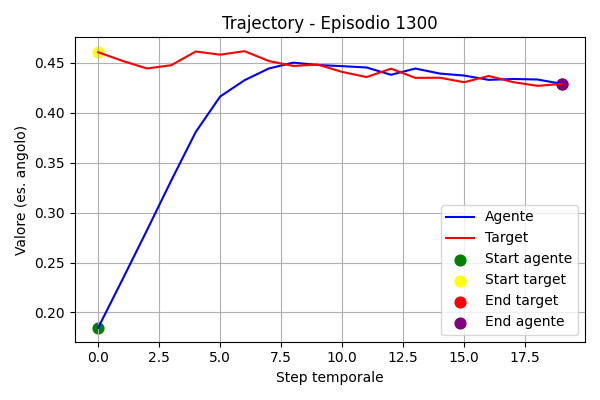 Trajectory - Episodio 1300
Valore (es. angolo)
0.45
0.40
0.35
0.30
0.25
0.20
Agente
Target
Start agente
Start target
End target
End agente
0.0 2.5 5.0 7.5 10.0 12.5 15.0 17.5
Step temporale